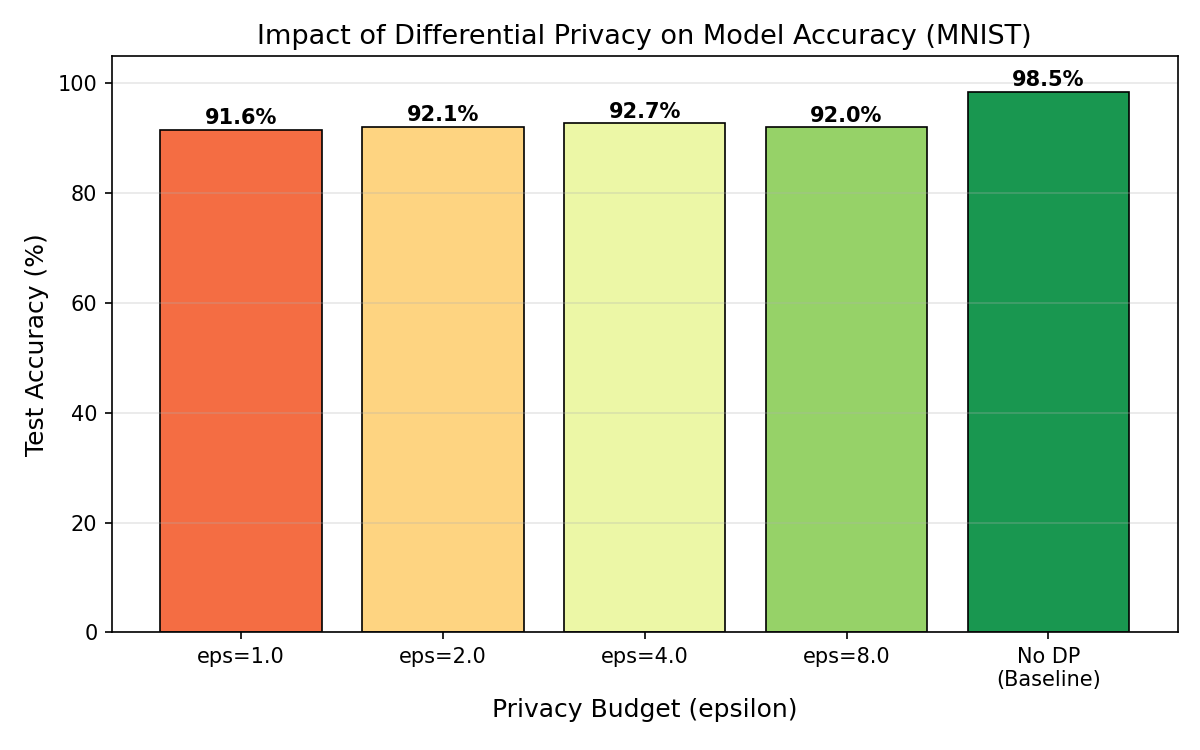 Impact of Differential Privacy on Model Accuracy (MNIST)
Test Accuracy (%)
100
80
60
40
20
0
91.6%
92.1%
92.7%
92.0%
98.5%
eps=1.0
eps=2.0
eps=4.0
eps=8.0
No DP
(Baseline)
Privacy Budget (epsilon)